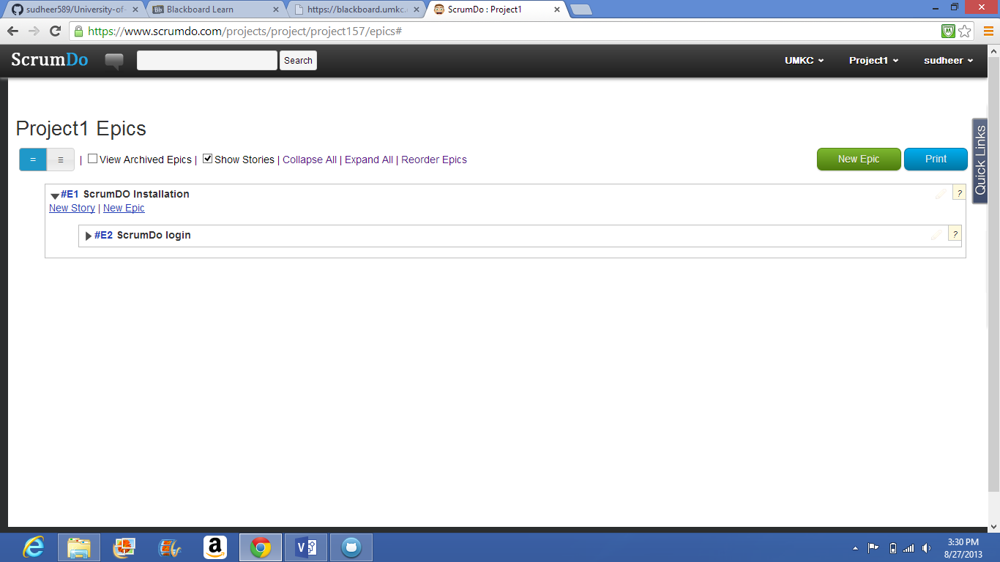 sudheer589/University-of-
Blackboard Learn
https://blackboard.umkc.
ScrumDo : Project1
https://www.scrumdo.com/projects/project/project157/epics#
ScrumDo
Search
UMKC
Project1
sudheer
Project1 Epics
= ≡ | View Archived Epics | Show Stories | Collapse All | Expand All | Reorder Epics
New Epic
Print
Quick Links
#E1 ScrumDO Installation
?
New Story | New Epic
#E2 ScrumDo login
?
3:30 PM
8/27/2013